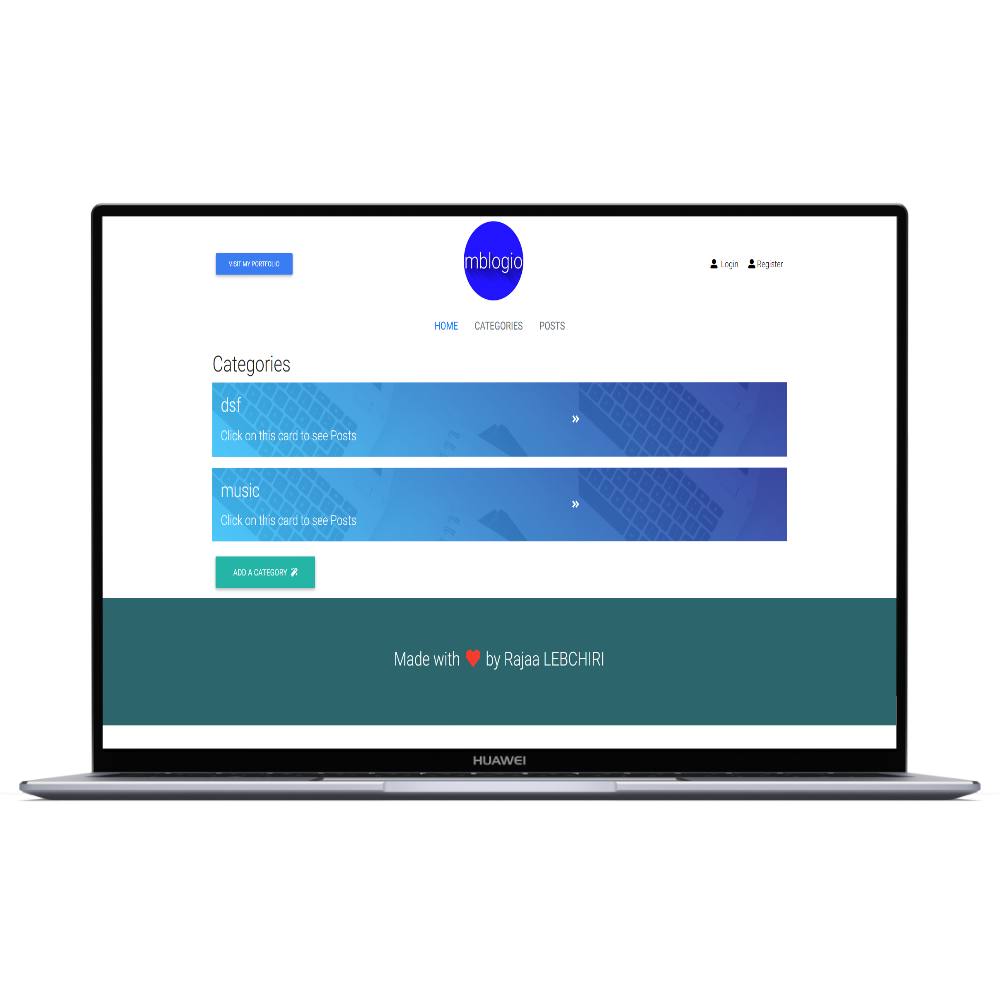 VISIT MY PORTFOLIO
mblogio
Login Register
HOME CATEGORIES POSTS
Categories
dsf
»
Click on this card to see Posts
music
»
Click on this card to see Posts
ADD A CATEGORY
Made with ❤ by Rajaa LEBCHIRI
HUAWEI